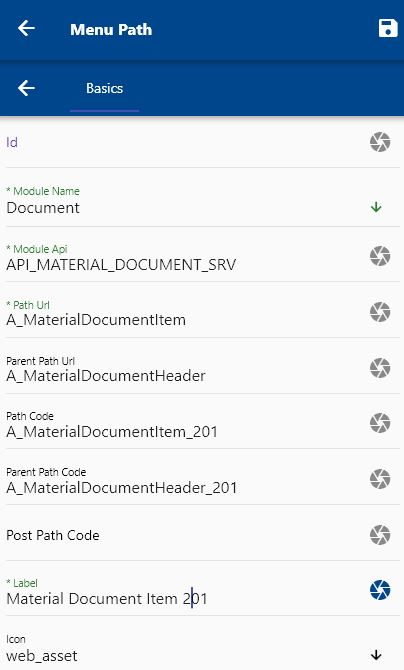 Menu Path
Basics
Id
* Module Name
Document
* Module Api
API_MATERIAL_DOCUMENT_SRV
* Path Url
A_MaterialDocumentItem
Parent Path Url
A_MaterialDocumentHeader
Path Code
A_MaterialDocumentItem_201
Parent Path Code
A_MaterialDocumentHeader_201
Post Path Code
* Label
Material Document Item 201
Icon
web_asset